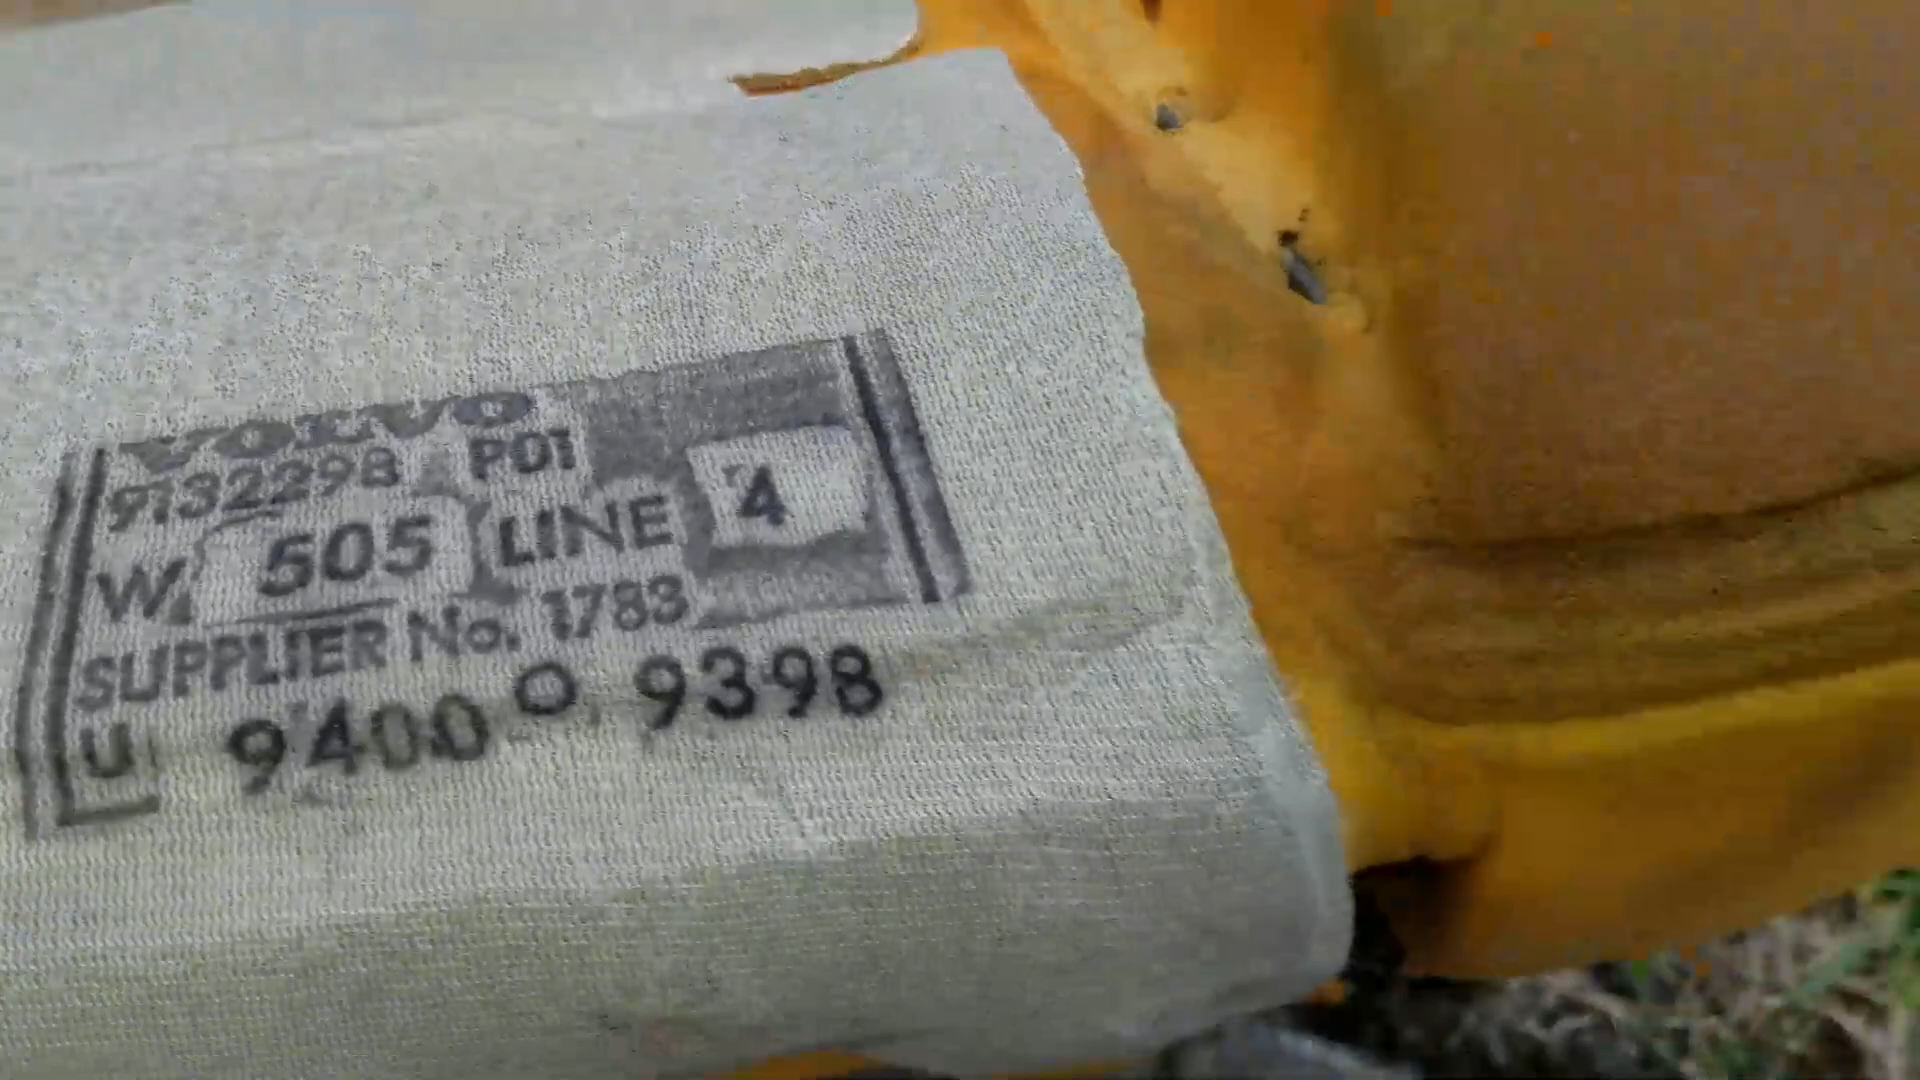 VOLVO
9132298 P01
W 505 LINE 4
SUPPLIER No. 1783
U 9400 O 9398